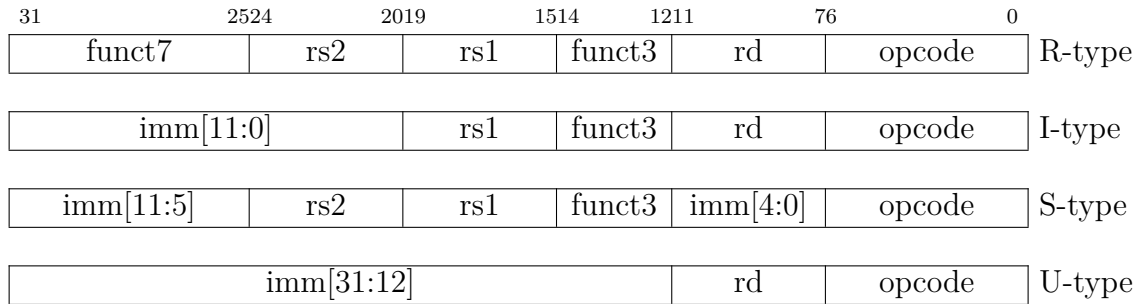 31 2524 2019 1514 1211 76 0
funct7 rs2 rs1 funct3 rd opcode R-type
imm[11:0] rs1 funct3 rd opcode I-type
imm[11:5] rs2 rs1 funct3 imm[4:0] opcode S-type
imm[31:12] rd opcode U-type